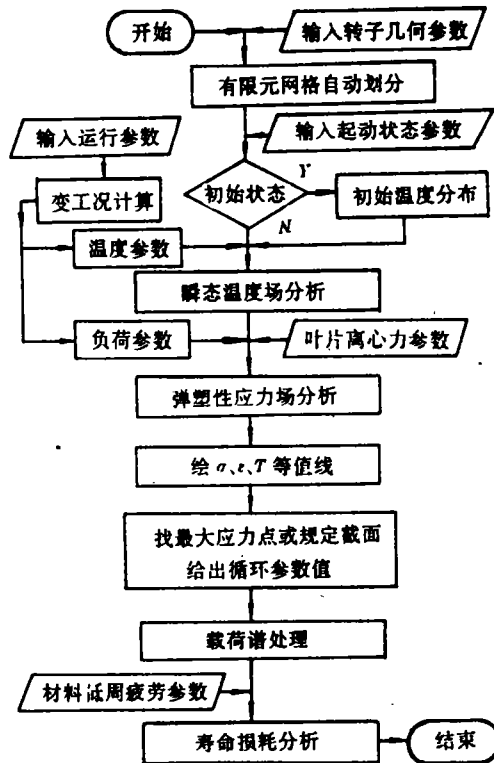 开始
输入转子几何参数
有限元网格自动划分
输入起动状态参数
输入运行参数
Y
初始状态
初始温度分布
变工况计算
N
温度参数
瞬态温度场分析
负荷参数
叶片离心力参数
弹塑性应力场分析
绘σ、ε、T等值线
找最大应力点或规定截面
给出循环参数值
载荷谱处理
材料低周疲劳参数
寿命损耗分析
结束